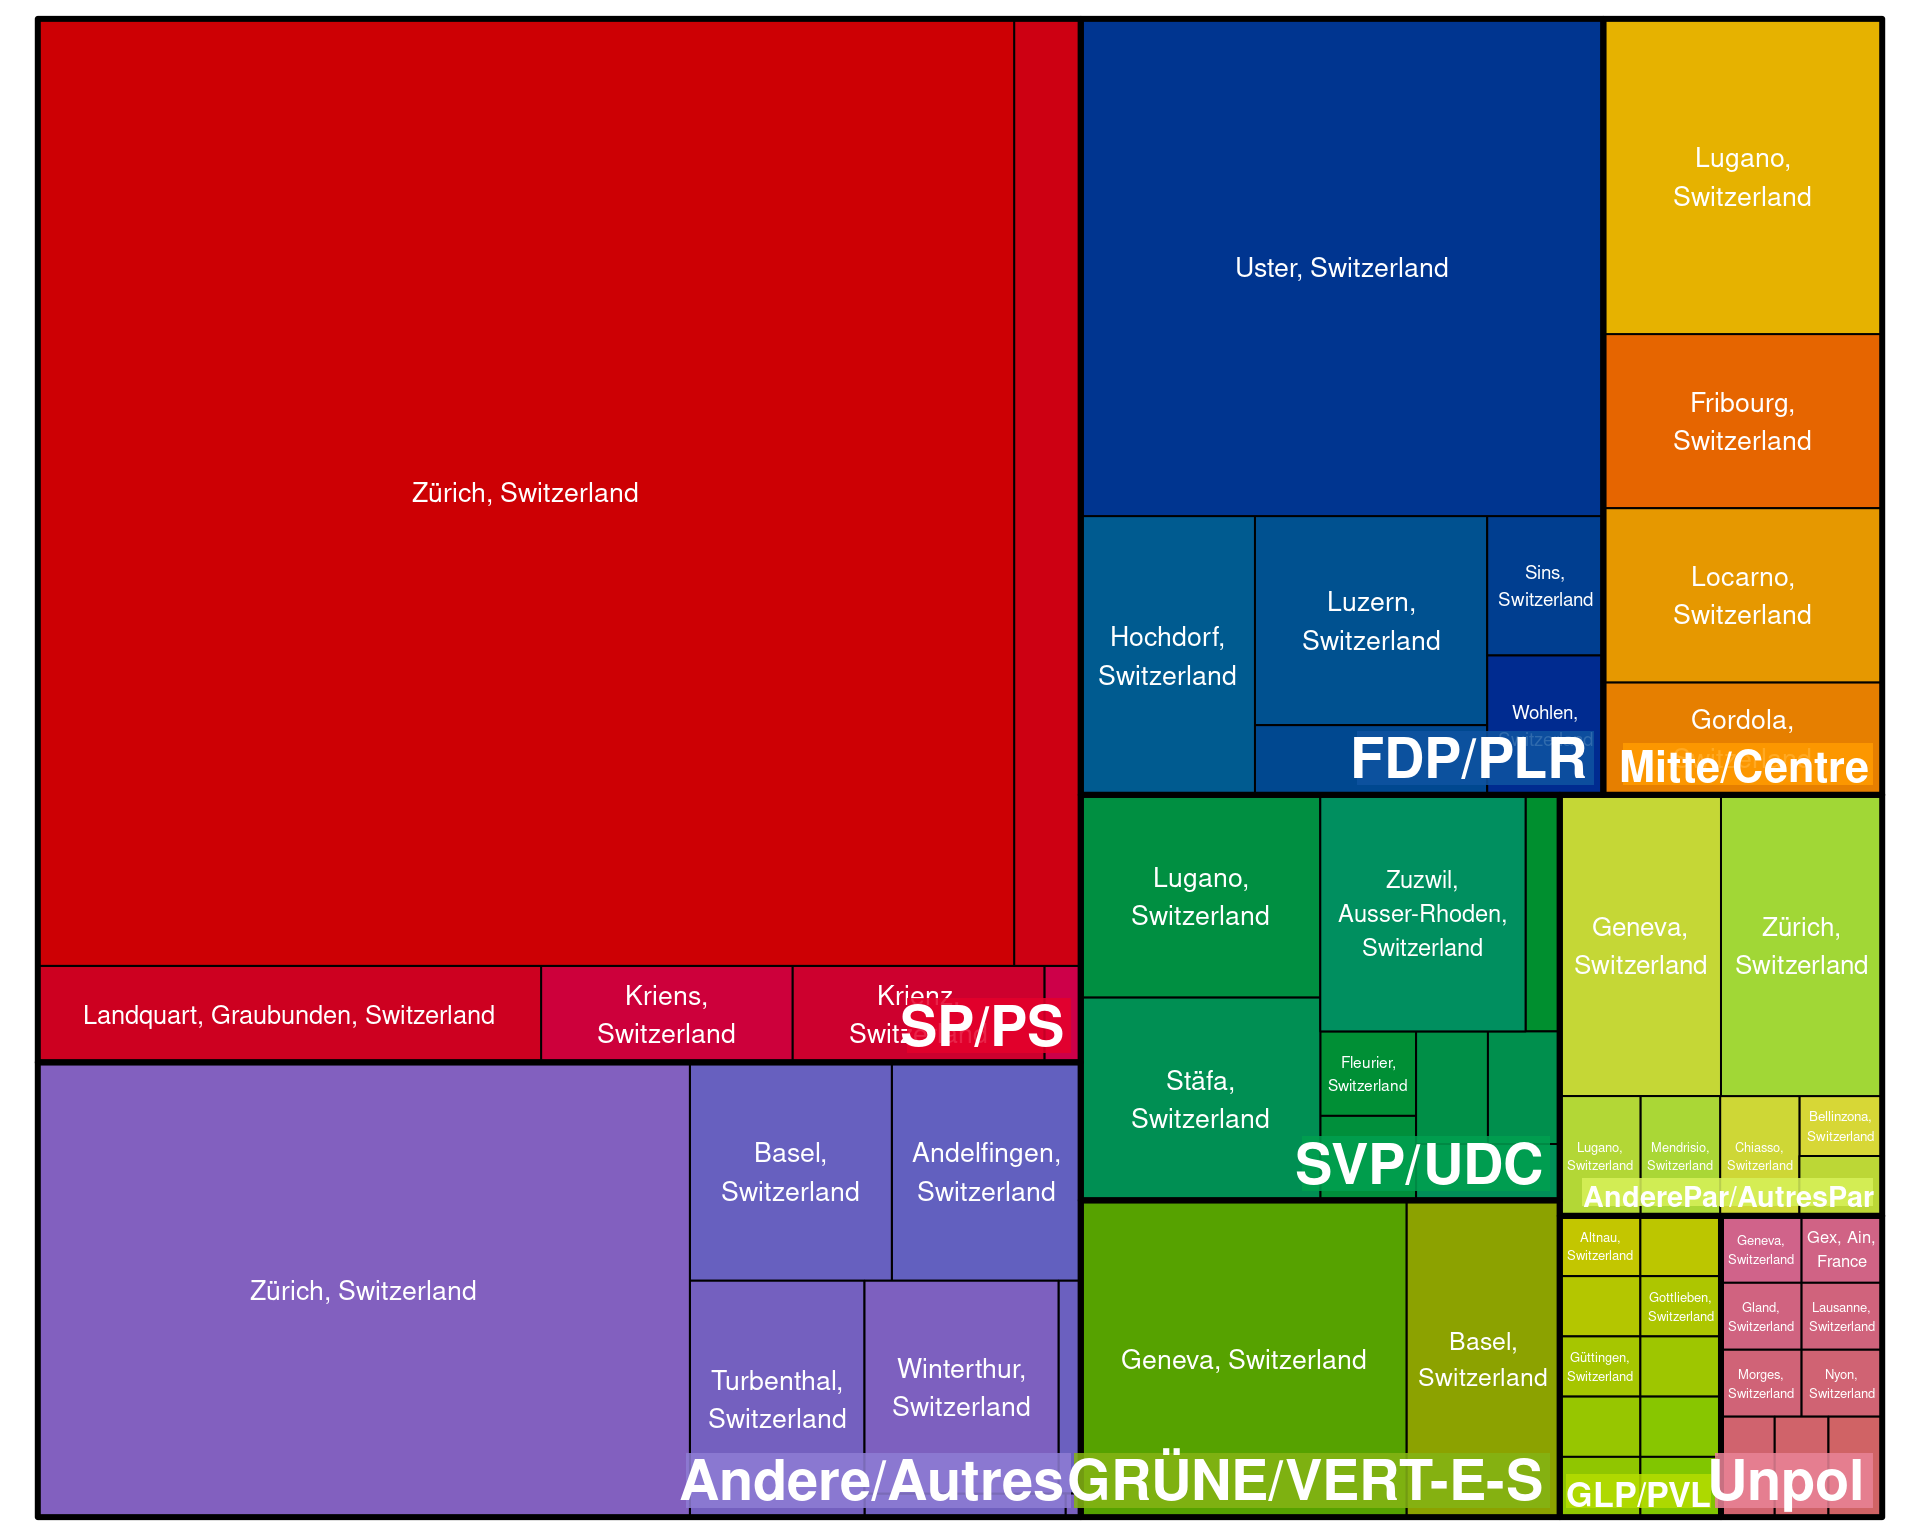 Zürich, Switzerland
Landquart, Graubunden, Switzerland
Kriens,
Switzerland
Krienz,
Switzerland
SP/PS
Uster, Switzerland
Hochdorf,
Switzerland
Luzern,
Switzerland
Sins,
Switzerland
Wohlen,
Switzerland
FDP/PLR
Lugano,
Switzerland
Fribourg,
Switzerland
Locarno,
Switzerland
Gordola,
Switzerland
Mitte/Centre
Zürich, Switzerland
Basel,
Switzerland
Andelfingen,
Switzerland
Turbenthal,
Switzerland
Winterthur,
Switzerland
Andere/Autres
Lugano,
Switzerland
Zuzwil,
Ausser-Rhoden,
Switzerland
Stäfa,
Switzerland
Fleurier,
Switzerland
SVP/UDC
Geneva, Switzerland
Basel,
Switzerland
GRÜNE/VERT-E-S
Geneva,
Switzerland
Zürich,
Switzerland
Lugano,
Switzerland
Mendrisio,
Switzerland
Chiasso,
Switzerland
Bellinzona,
Switzerland
AnderePar/AutresPar
Altnau,
Switzerland
Gottlieben,
Switzerland
Güttingen,
Switzerland
GLP/PVL
Geneva,
Switzerland
Gex, Ain,
France
Gland,
Switzerland
Lausanne,
Switzerland
Morges,
Switzerland
Nyon,
Switzerland
Unpol